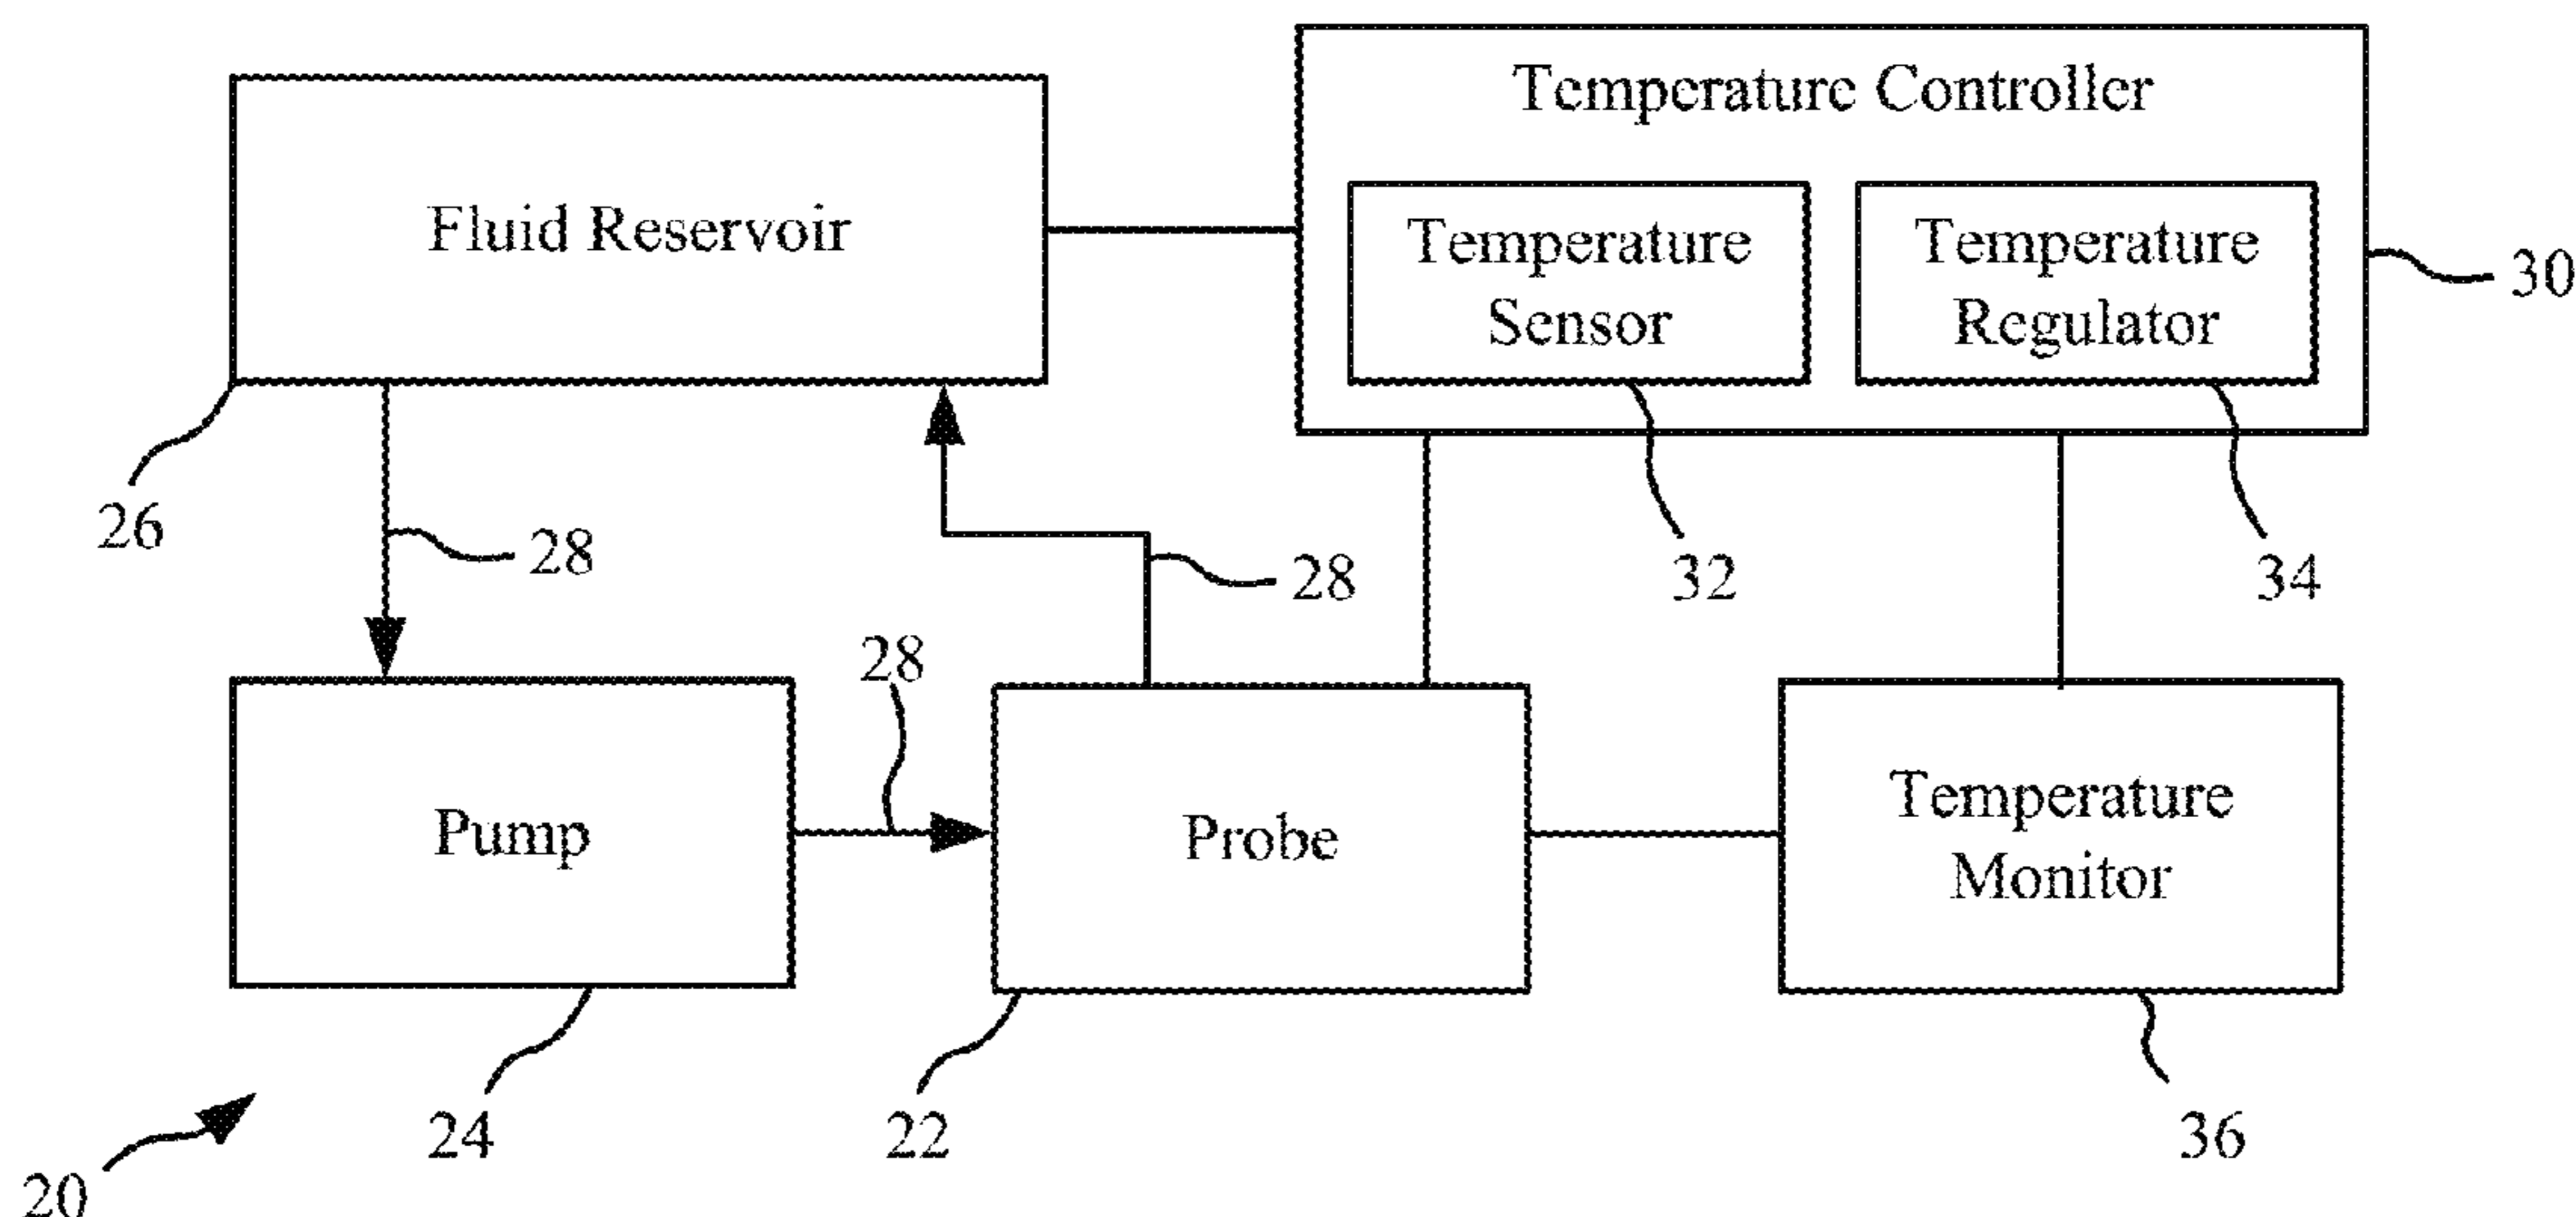 Temperature Controller
Fluid Reservoir
Temperature
Sensor
Temperature
Regulator
30
26
28
28
32
34
28
Pump
Probe
Temperature
Monitor
24
22
36
20